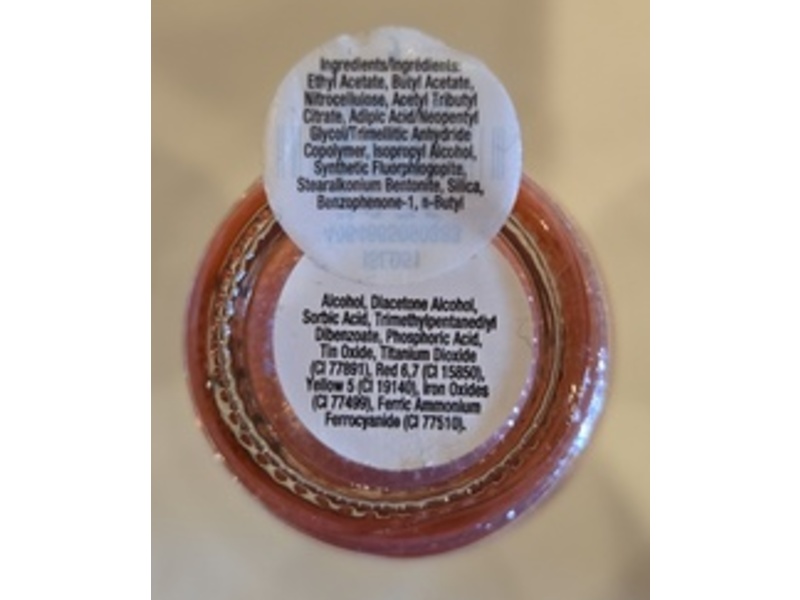 Ingredients/Ingrédients:
Ethyl Acetate, Butyl Acetate,
Nitrocellulose, Acetyl Tributyl
Citrate, Adipic Acid/Neopentyl
Glycol/Trimellitic Anhydride
Copolymer, Isopropyl Alcohol,
Synthetic Fluorphlogopite,
Stearalkonium Bentonite, Silica,
Benzophenone-1, n-Butyl
Alcohol, Diacetone Alcohol,
Sorbic Acid, Trimethylpentanediyl
Dibenzoate, Phosphoric Acid,
Tin Oxide, Titanium Dioxide
(CI 77891), Red 6,7 (CI 15850),
Yellow 5 (CI 19140), Iron Oxides
(CI 77499), Ferric Ammonium
Ferrocyanide (CI 77510).